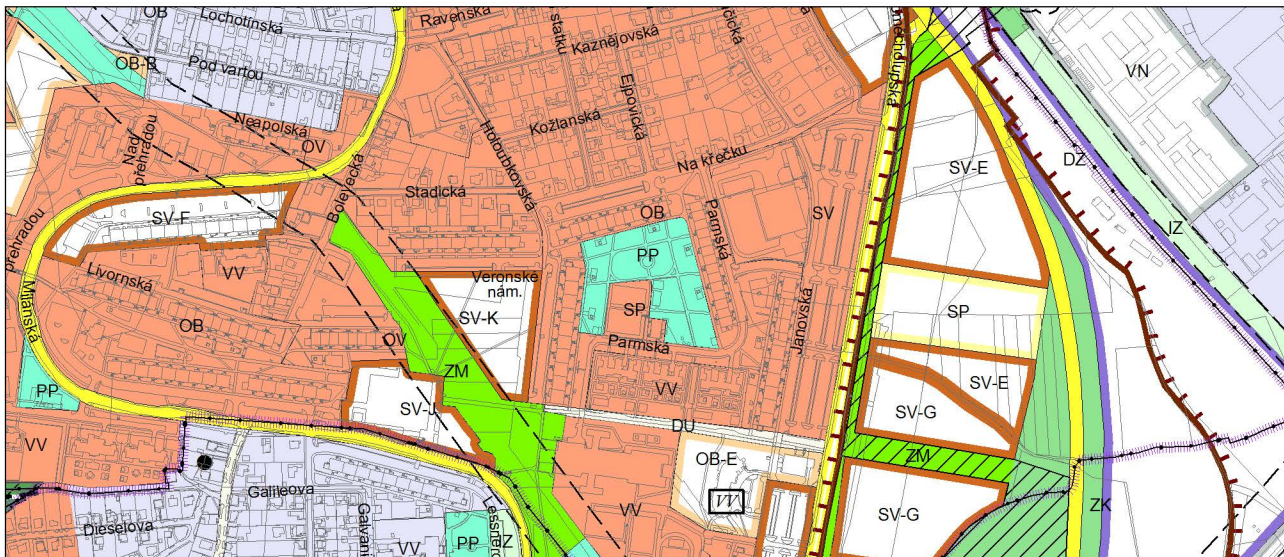 OB
Lochotínská
Ravenská
statku
Kaznějovská
Pod vartou
OB-B
VN
Ejpovická
Kožlanská
Neapolská
OV
Nad
přehradou
Holoubkovská
Na křečku
DZ
SV-E
Bolevecká
Stadická
OB
Parmská
SV
SV-F
přehradou
IZ
PP
VV
Livornská
Veronské
nám.
Milánská
SV-K
SP
SP
OB
OV
Parmská
Janovská
ZM
VV
SV-E
PP
SV-J
SV-G
DU
VV
OB-E
ZM
Galileova
VV
VV
SV-G
ZK
Dieselova
VV
PP
IZ